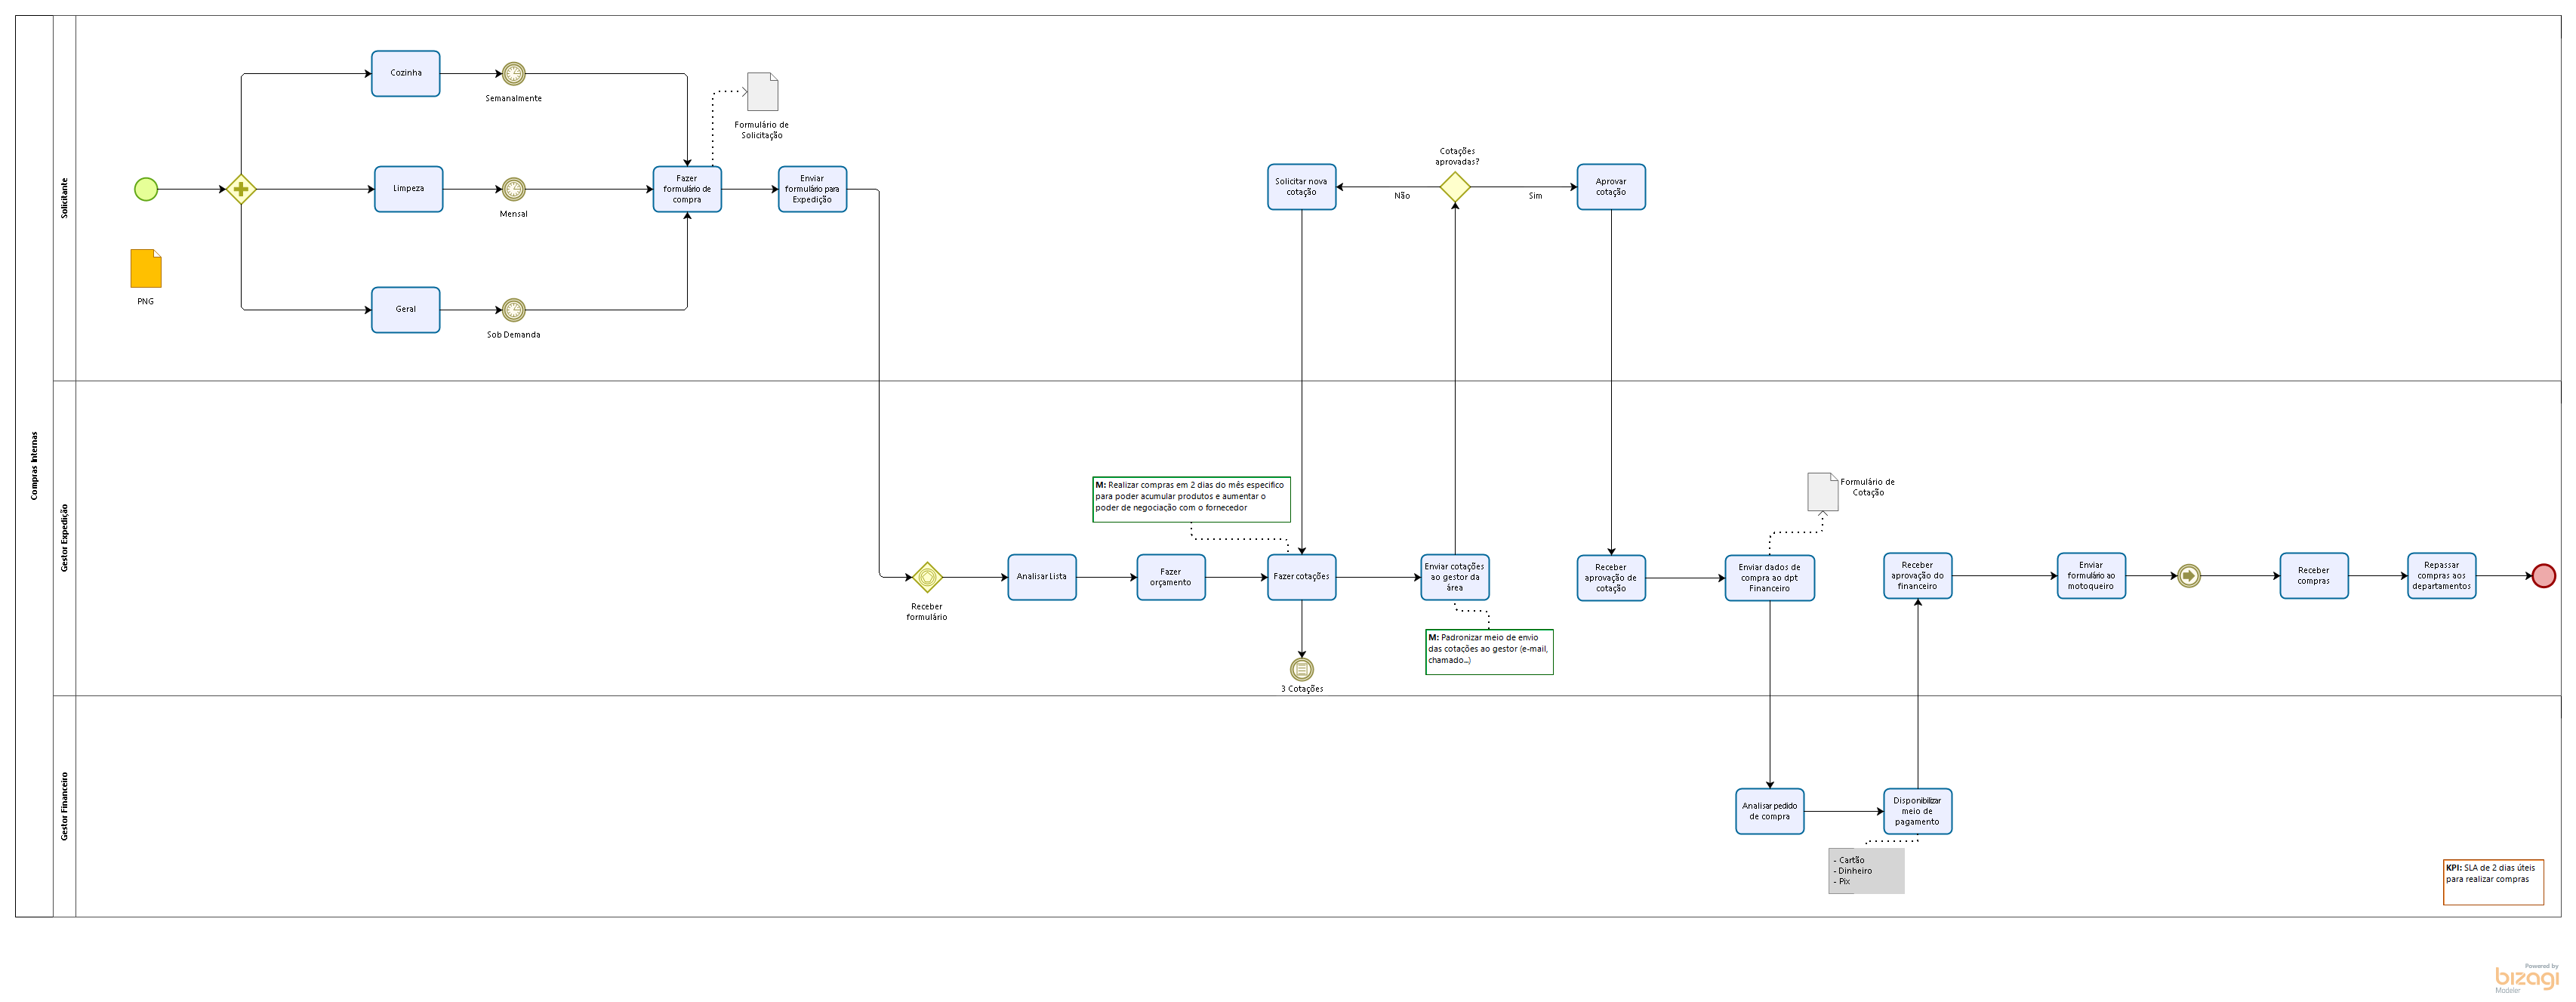 Compras Internas
Solicitante
Cozinha
Semanalmente
Limpeza
Mensal
Geral
Sob Demanda
PNG
Fazer
formulário de
compra
Formulário de
Solicitação
Enviar
formulário para
Expedição
Solicitar nova
cotação
Não
Cotações
aprovadas?
Sim
Aprovar
cotação
Gestor Expedição
Receber
formulário
Analisar Lista
Fazer
orçamento
M: Realizar compras em 2 dias do mês especifico
para poder acumular produtos e aumentar o
poder de negociação com o fornecedor
Fazer cotações
3 Cotações
Enviar cotações
ao gestor da
área
M: Padronizar meio de envio
das cotações ao gestor (e-mail,
chamado...)
Receber
aprovação de
cotação
Enviar dados de
compra ao dpt
Financeiro
Formulário de
Cotação
Receber
aprovação do
financeiro
Enviar
formulário ao
motoqueiro
Receber
compras
Repassar
compras aos
departamentos
Gestor Financeiro
Analisar pedido
de compra
Disponibilizar
meio de
pagamento
- Cartão
- Dinheiro
- Pix
KPI: SLA de 2 dias úteis
para realizar compras
Powered by
bizagi
Modeler